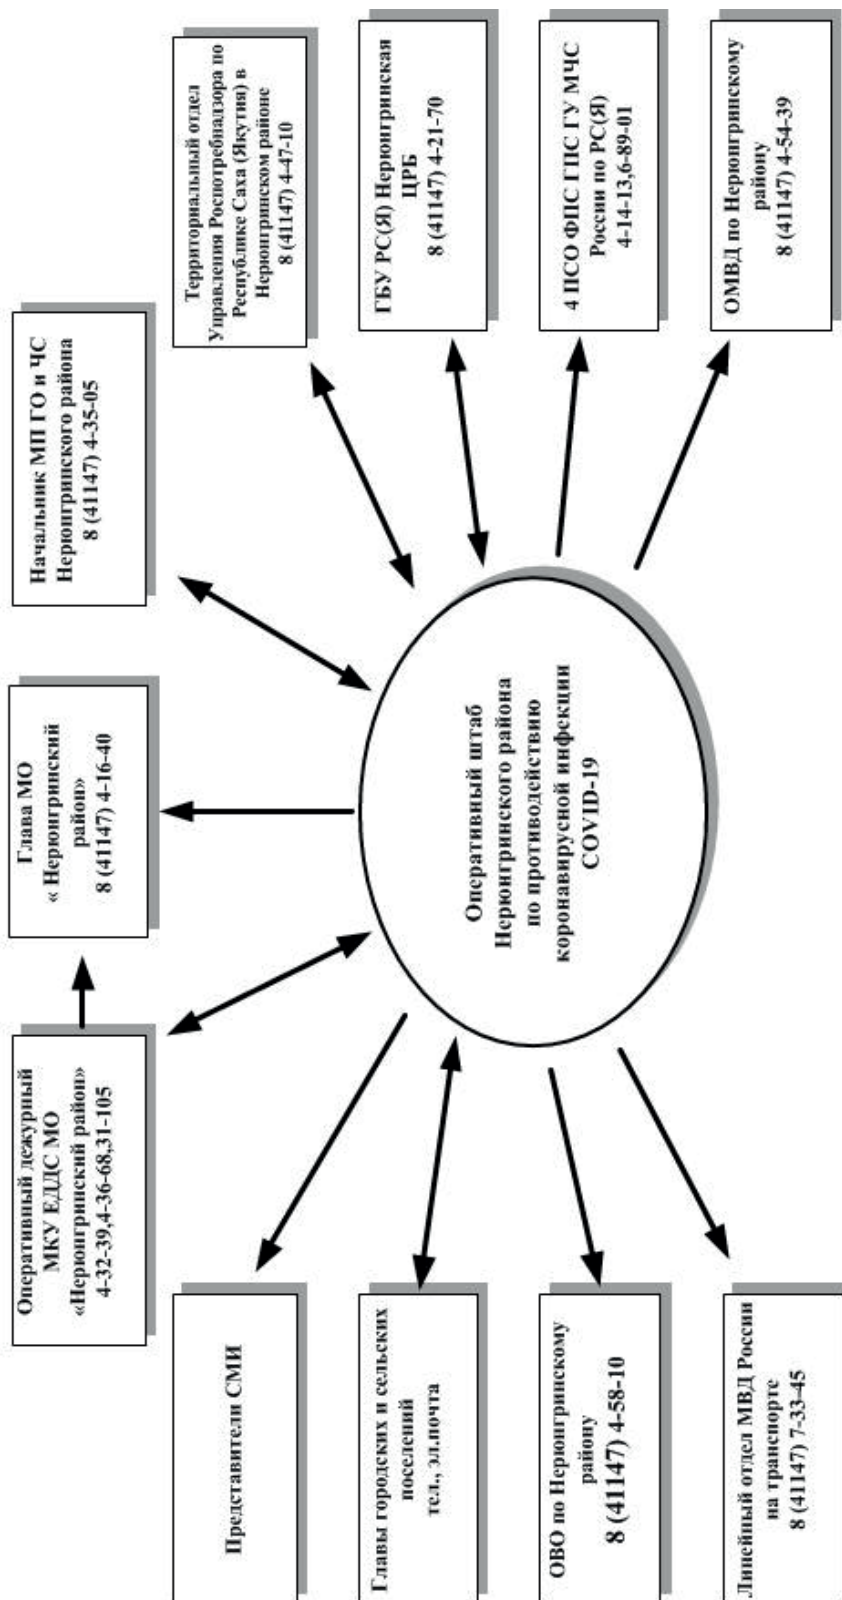 Оперативный дежурный
МКУ ЕДДС МО
«Нерюнгринский район»
4-32-39,4-36-68,31-105
Глава МО
« Нерюнгринский
район»
8 (41147) 4-16-40
Начальник МП ГО и ЧС
Нерюнгринского района
8 (41147) 4-35-05
Представители СМИ
Территориальный отдел
Управления Роспотребнадзора по
Республике Саха (Якутия) в
Нерюнгринском районе
8 (41147) 4-47-10
Главы городских и сельских
поселений
тел., эл.почта
Оперативный штаб
Нерюнгринского района
по противодействию
коронавирусной инфекции
COVID-19
ГБУ РС(Я) Нерюнгринская
ЦРБ
8 (41147) 4-21-70
ОВО по Нерюнгринскому
району
8 (41147) 4-58-10
4 ПСО ФПС ГПС ГУ МЧС
России по РС(Я)
4-14-13,6-89-01
Линейный отдел МВД России
на транспорте
8 (41147) 7-33-45
ОМВД по Нерюнгринскому
району
8 (41147) 4-54-39